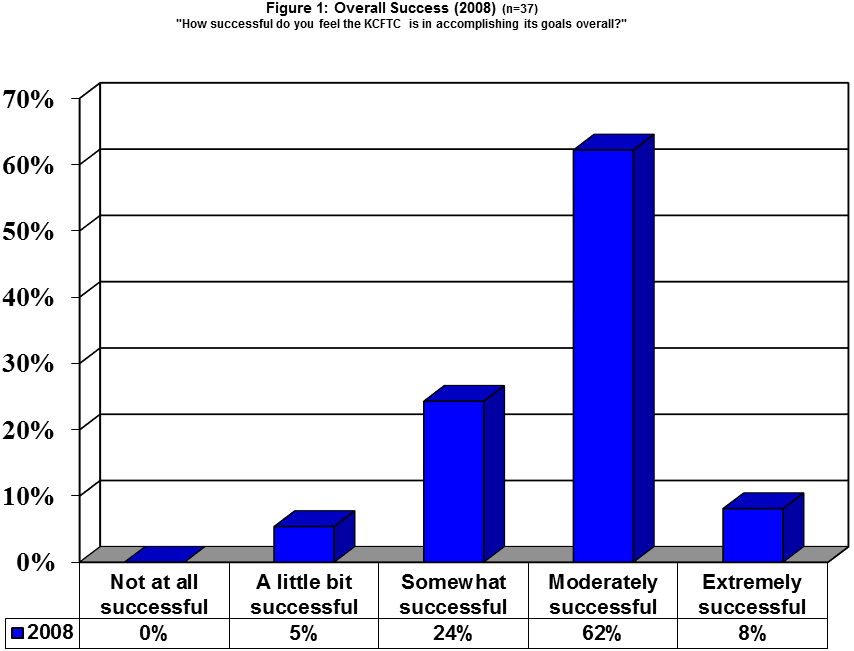 Figure 1: Overall Success (2008) (n=37)
"How successful do you feel the KCFTC is in accomplishing its goals overall?"
70%
60%
50%
40%
30%
20%
10%
0%
Not at all successful
A little bit successful
Somewhat successful
Moderately successful
Extremely successful
2008 0% 5% 24% 62% 8%